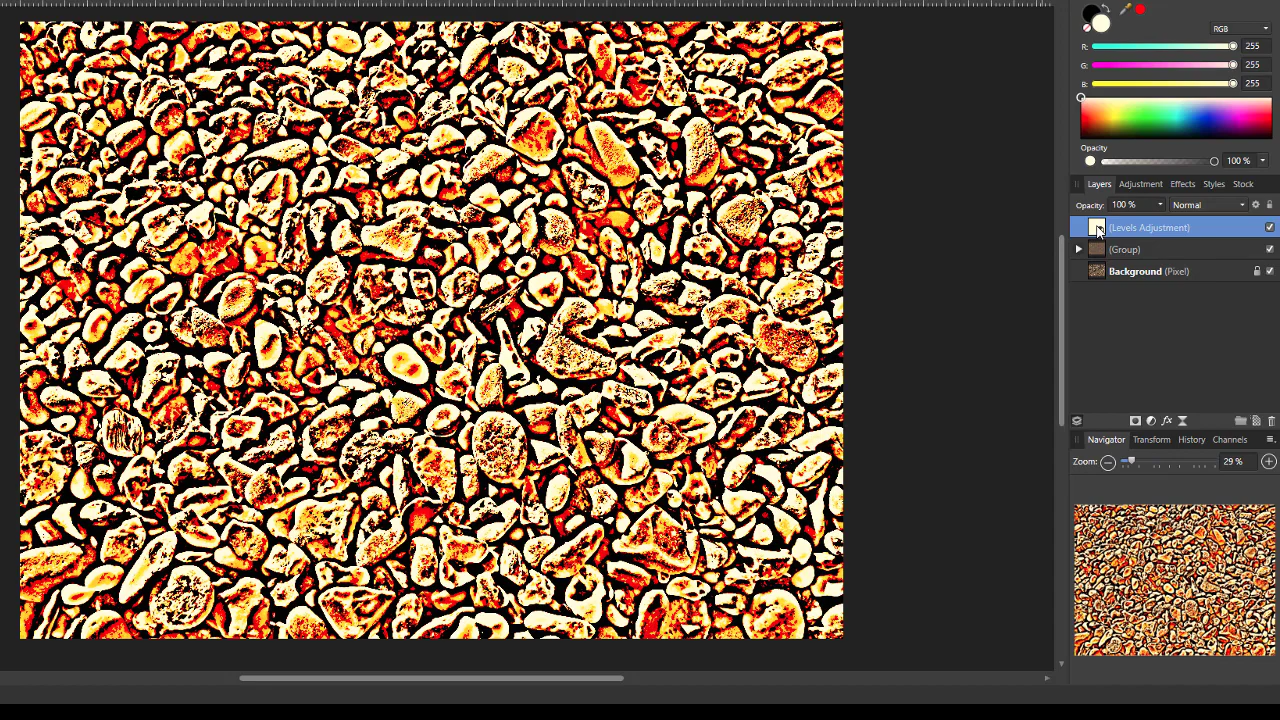 RGB
R: 255
G: 255
B: 255
Opacity
100 %
Layers Adjustment Effects Styles Stock
Opacity: 100 % Normal
(Levels Adjustment)
(Group)
Background (Pixel)
fx
Navigator Transform History Channels
Zoom: 29 %